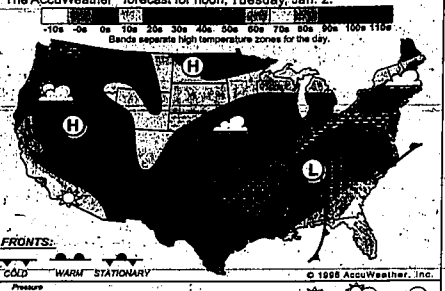 The AccuWeather forecast for noon, Tuesday, Jan. 2.
-10s -0s 0s 10s 20s 30s 40s 50s 60s 70s 80s 90s 100s 110s
Bands separate high temperature zones for the day.
H
H
L
FRONTS:
COLD WARM STATIONARY
© 1996 AccuWeather, Inc.
Pressure